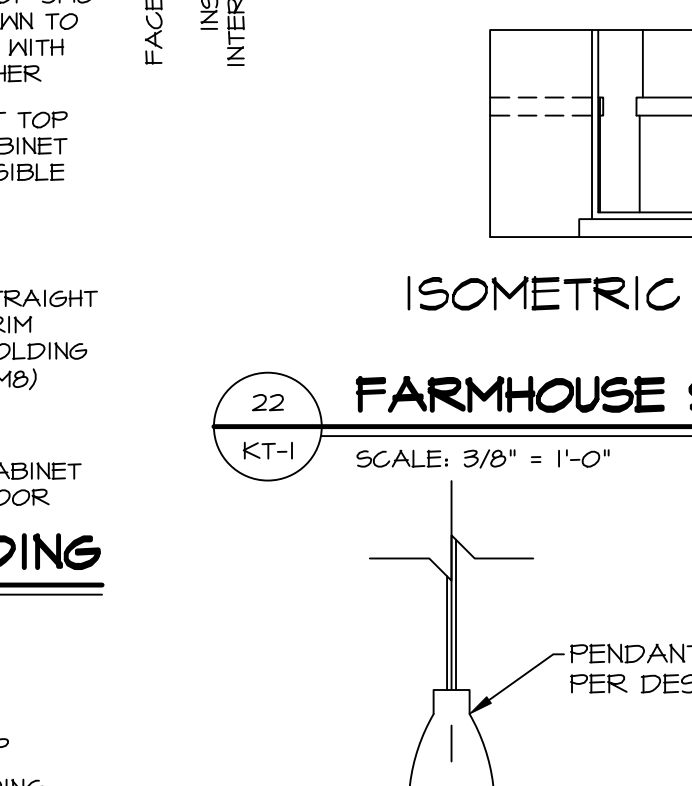 WN TO
WITH
HER
T TOP
BINET
SIBLE
TRAIGHT
RIM
OLDING
M8)
ABINET
OOR
DING
FACE
INS
INTER
ISOMETRIC
22
KT-1
FARMHOUSE S
SCALE: 3/8" = 1'-0"
PENDANT
PER DES
P